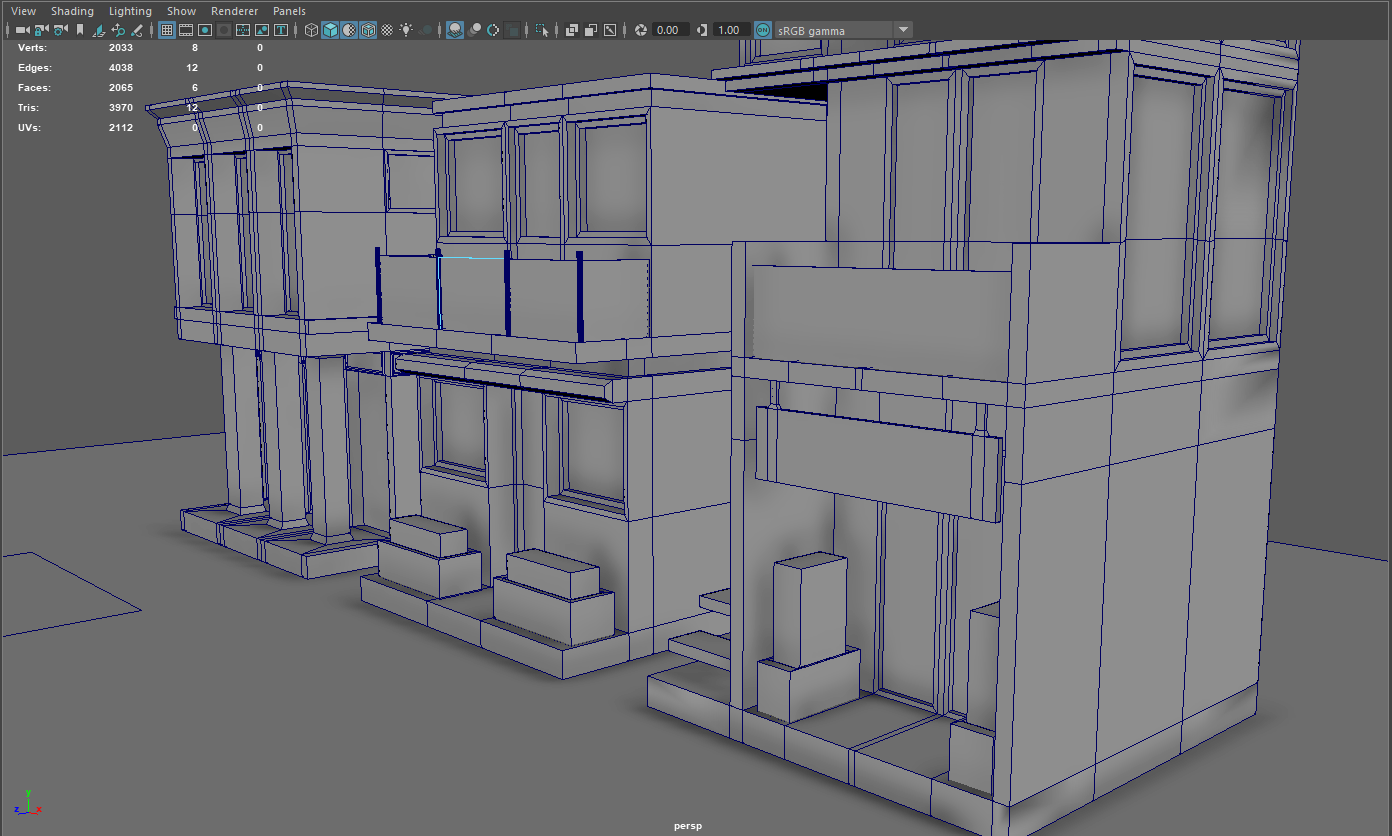 View Shading Lighting Show Renderer Panels
0.00 1.00 ON sRGB gamma
Verts: 2033 8 0
Edges: 4038 12 0
Faces: 2065 6 0
Tris: 3970 12 0
UVs: 2112 0 0
y
z x
persp